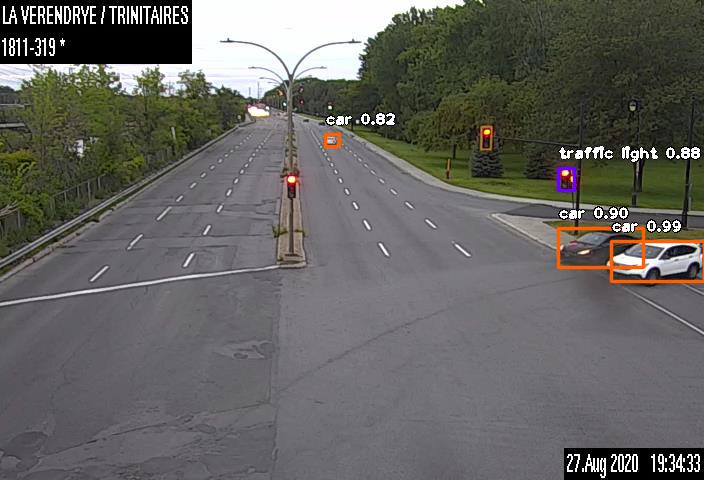 LA VERENDRYE / TRINITAIRES
1811-319 *
car 0.82
traffic light 0.88
car 0.90
car 0.99
27.Aug 2020 19:34:33